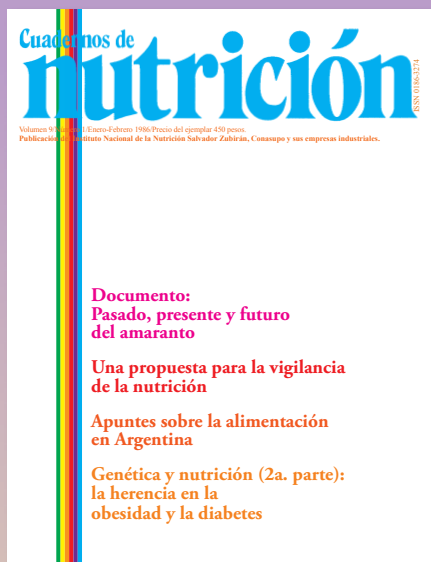 Cuadernos de
nutrición
ISSN 0186-3274
Volumen 9/Número 1/Enero-Febrero 1986/Precio del ejemplar 450 pesos.
Publicación del Instituto Nacional de la Nutrición Salvador Zubirán, Conasupo y sus empresas industriales.
Documento:
Pasado, presente y futuro
del amaranto
Una propuesta para la vigilancia
de la nutrición
Apuntes sobre la alimentación
en Argentina
Genética y nutrición (2a. parte):
la herencia en la
obesidad y la diabetes